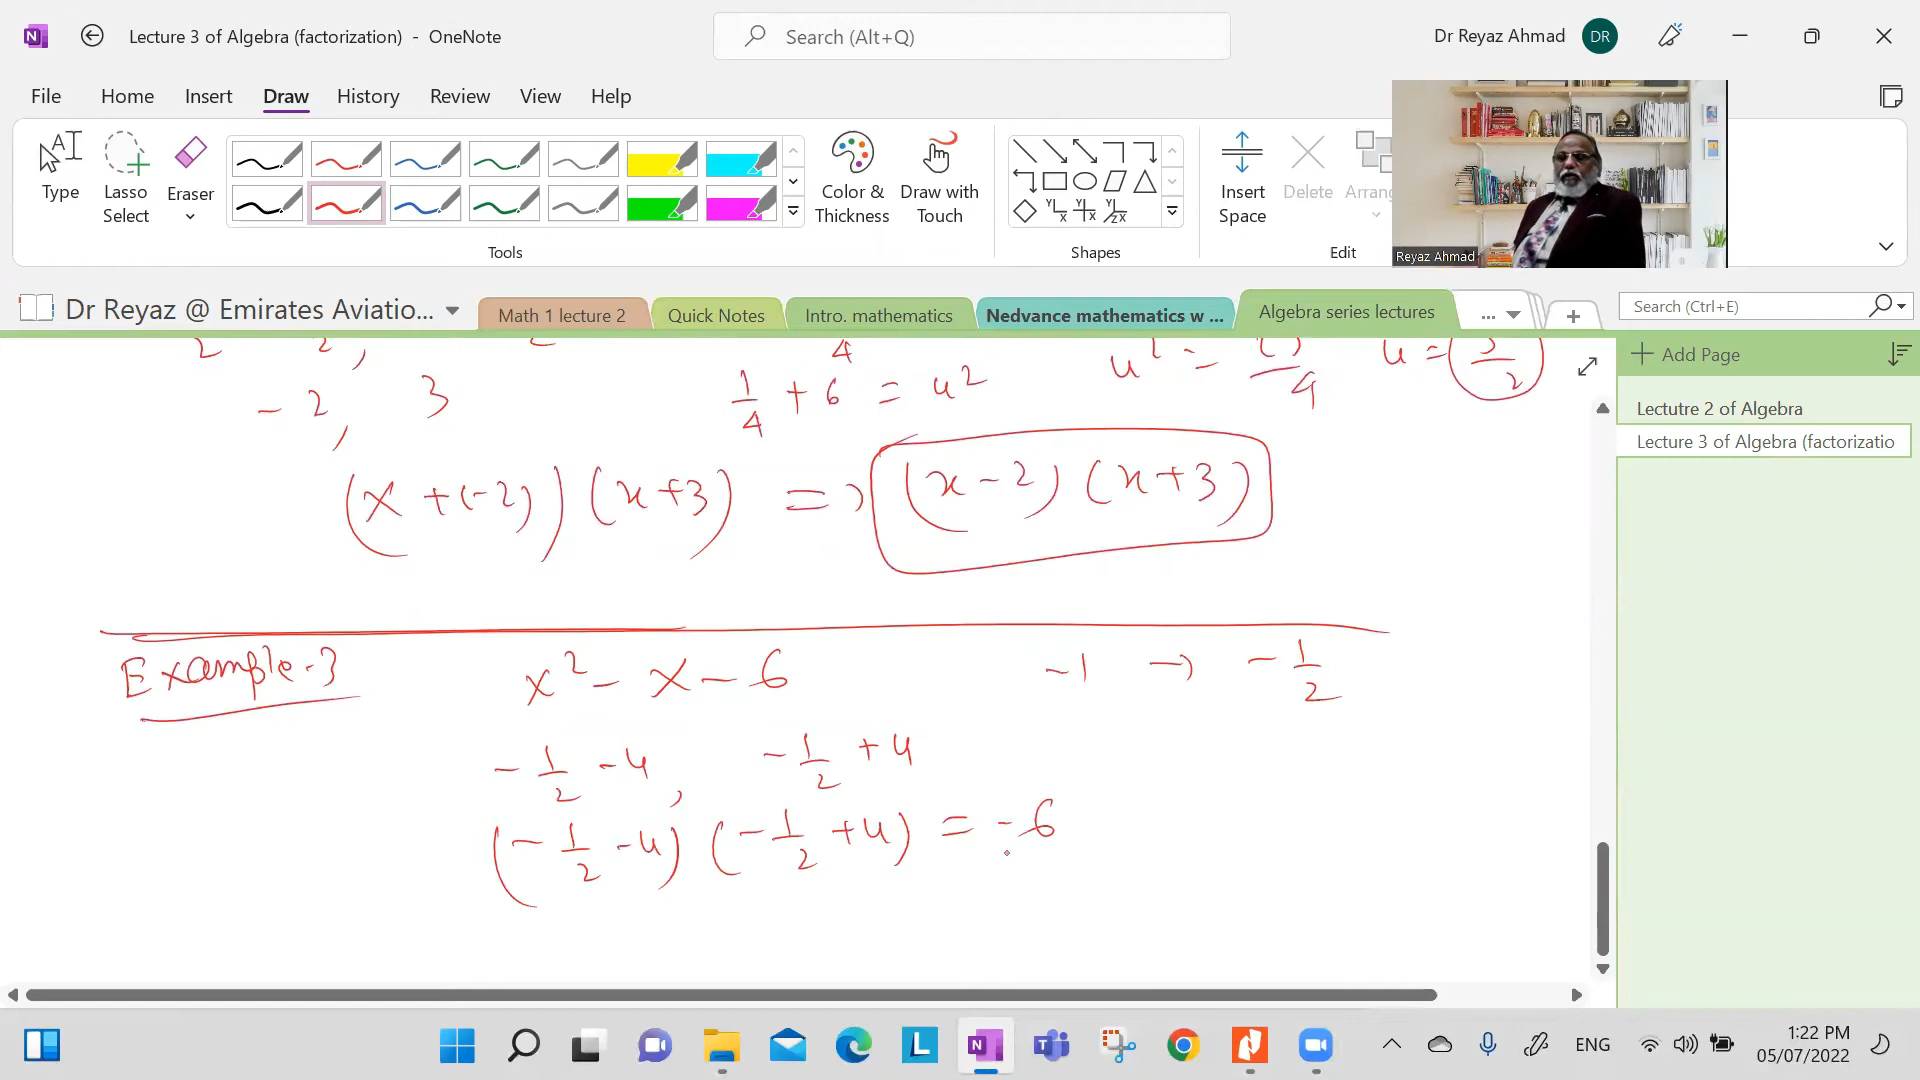 Lecture 3 of Algebra (factorization) - OneNote
Search (Alt+Q)
Dr Reyaz Ahmad
DR
File Home Insert Draw History Review View Help
Type
Lasso Select
Eraser
Color & Thickness
Draw with Touch
Insert Space
Delete
Arrang
Tools
Shapes
Edit
Reyaz Ahmad
Dr Reyaz @ Emirates Aviatio...
Math 1 lecture 2
Quick Notes
Intro. mathematics
Nedvance mathematics w ...
Algebra series lectures
...
Search (Ctrl+E)
Add Page
Lectutre 2 of Algebra
Lecture 3 of Algebra (factorizatio
- 2, 3
1/4 + 6 = u²
(x + (-2)) (x + 3) => (x - 2) (x + 3)
Example-3
x² - x - 6
-1 → -1/2
-1/2 - u, -1/2 + u
(-1/2 - u) (-1/2 + u) = -6
ENG
1:22 PM
05/07/2022